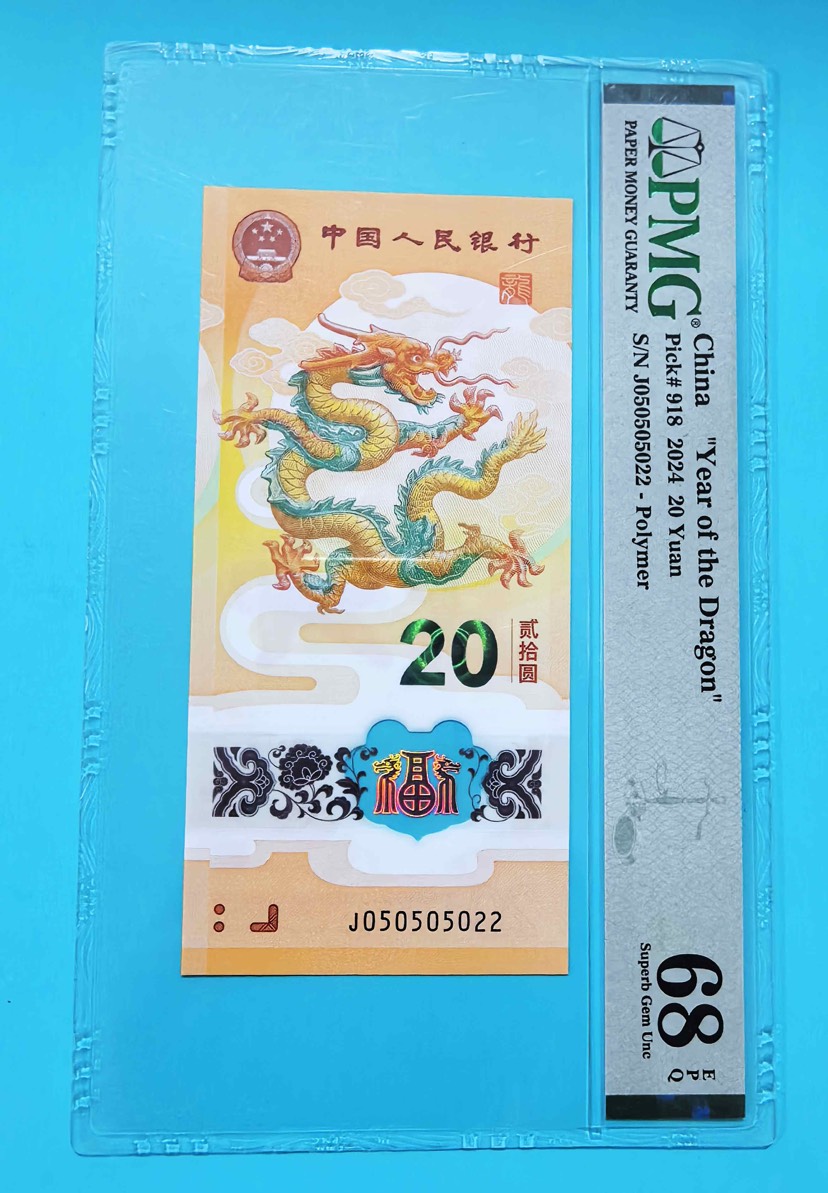 中国人民银行
龍
20
贰拾圆
J050505022
PMG®
PAPER MONEY GUARANTY
China "Year of the Dragon"
Pick# 918 2024 20 Yuan
S/N J050505022 - Polymer
68 EPQ
Superb Gem Unc